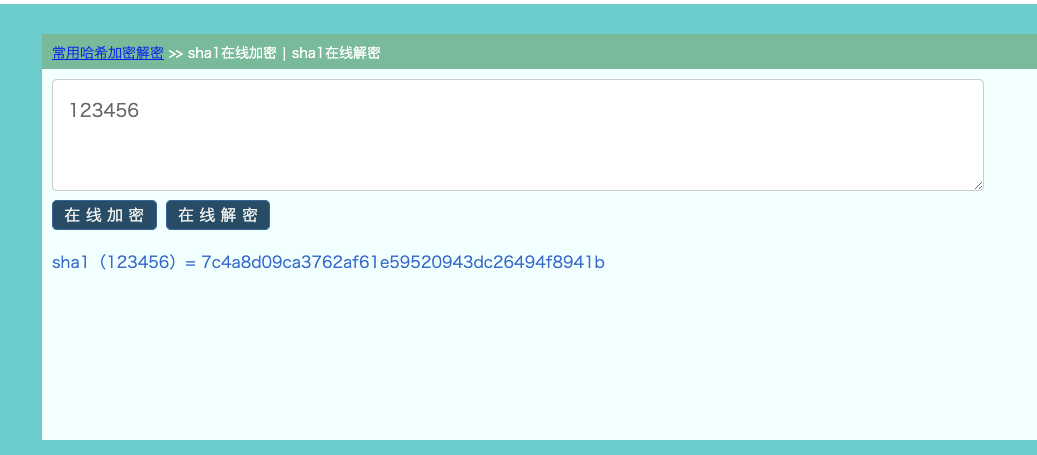 常用哈希加密解密 >> sha1在线加密 | sha1在线解密
123456
在线加密 在线解密
sha1（123456）= 7c4a8d09ca3762af61e59520943dc26494f8941b